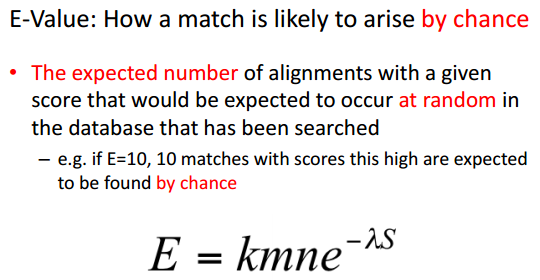 E-Value: How a match is likely to arise by chance
• The expected number of alignments with a given
score that would be expected to occur at random in
the database that has been searched
– e.g. if E=10, 10 matches with scores this high are expected
to be found by chance
E = kmne^{-λS}